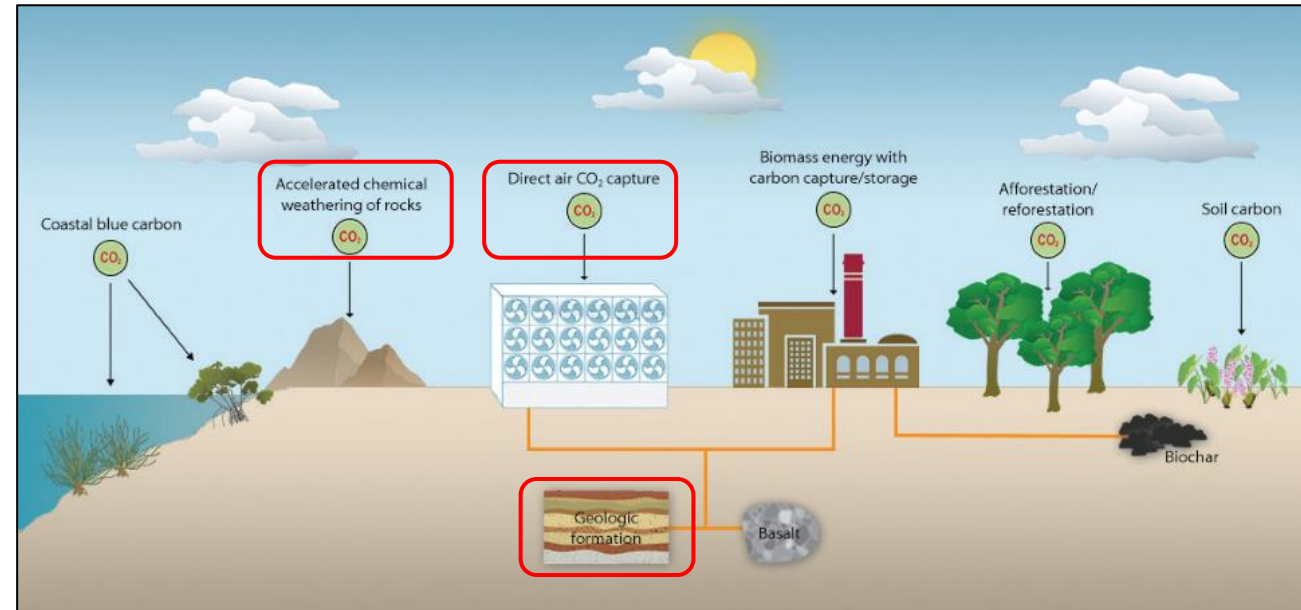 Coastal blue carbon
CO₂
Accelerated chemical
weathering of rocks
CO₂
Direct air CO₂ capture
CO₂
Biomass energy with
carbon capture/storage
CO₂
Afforestation/
reforestation
CO₂
Soil carbon
CO₂
Geologic
formation
Basalt
Biochar